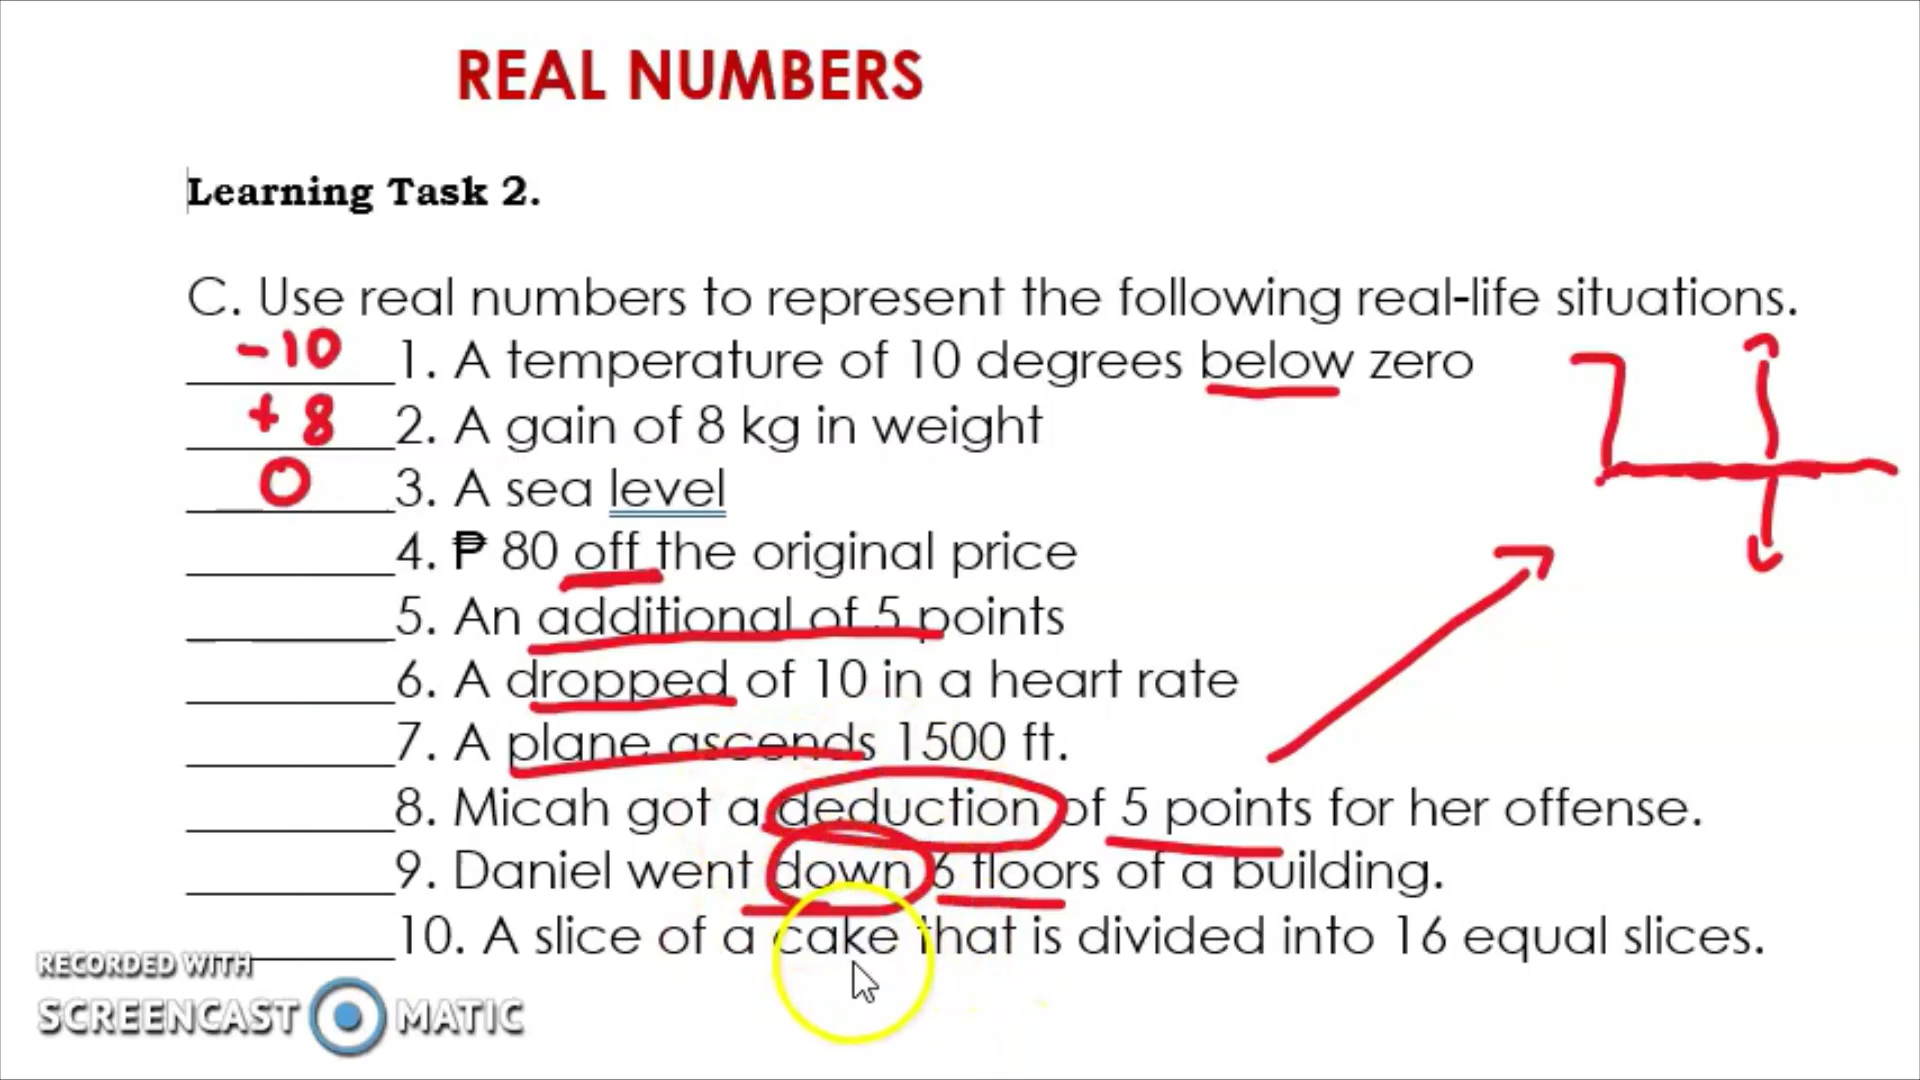 REAL NUMBERS
Learning Task 2.
C. Use real numbers to represent the following real-life situations.
-10 1. A temperature of 10 degrees below zero
+8 2. A gain of 8 kg in weight
0 3. A sea level
4. ₱ 80 off the original price
5. An additional of 5 points
6. A dropped of 10 in a heart rate
7. A plane ascends 1500 ft.
8. Micah got a deduction of 5 points for her offense.
9. Daniel went down 6 floors of a building.
10. A slice of a cake that is divided into 16 equal slices.
RECORDED WITH
SCREENCAST MATIC